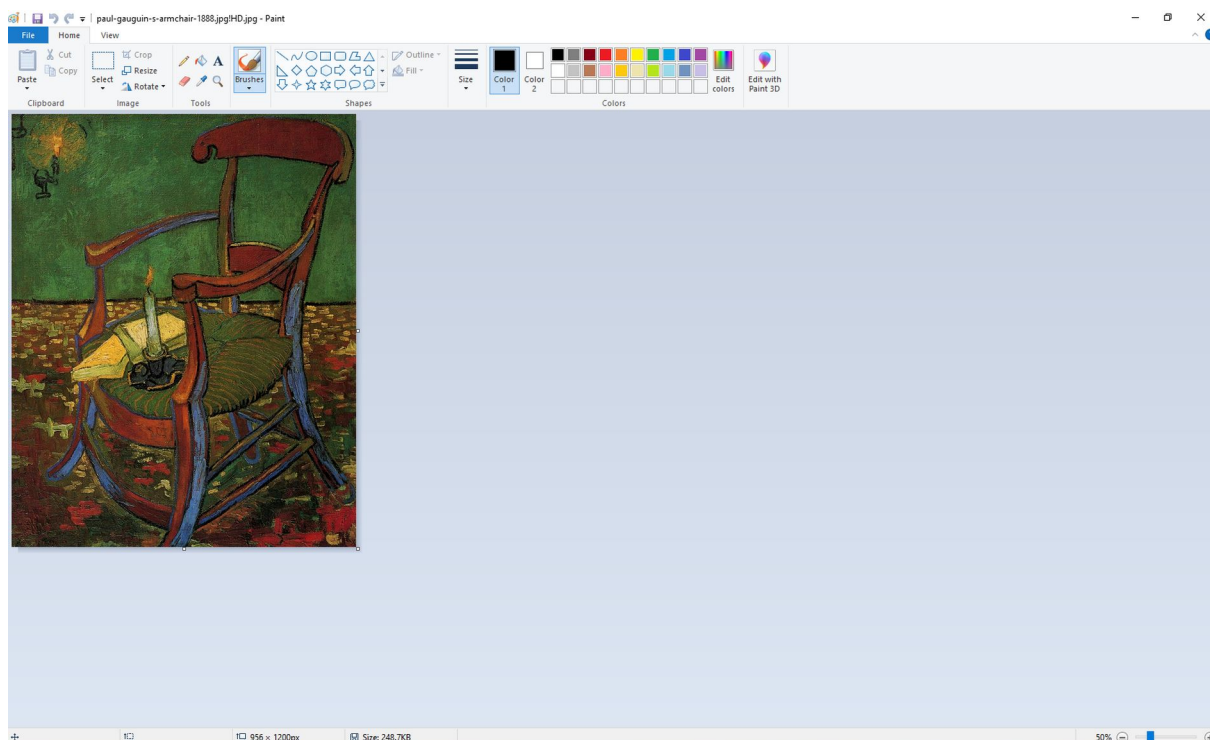 paul-gauguin-s-armchair-1888.jpg!HD.jpg - Paint
File Home View
Paste
Cut
Copy
Clipboard
Select
Crop
Resize
Rotate
Image
A
Tools
Brushes
Outline
Fill
Shapes
Size
Color 1
Color 2
Edit colors
Colors
Edit with Paint 3D
956 × 1200px Size: 248.7KB 50%